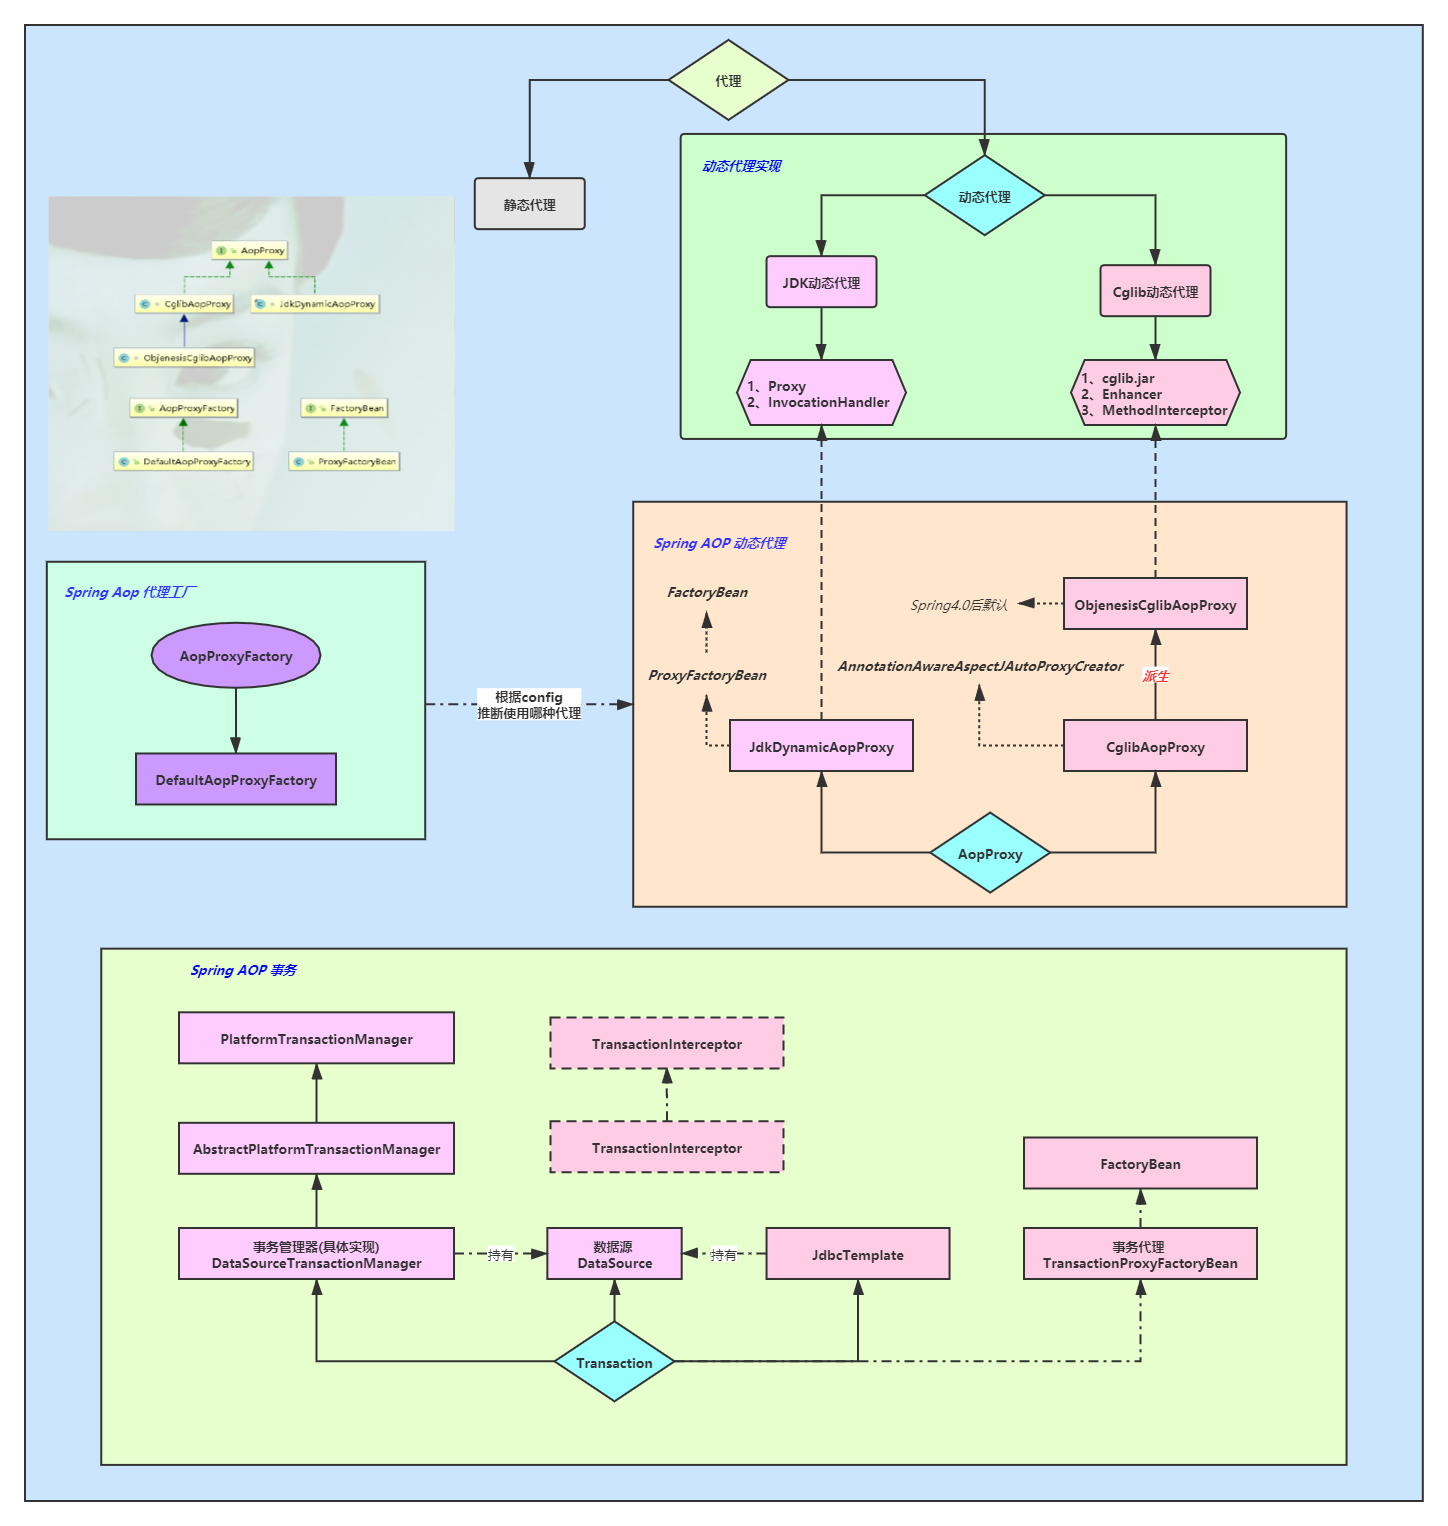 代理
静态代理
动态代理实现
动态代理
JDK动态代理
Cglib动态代理
1、Proxy
2、InvocationHandler
1、cglib.jar
2、Enhancer
3、MethodInterceptor
AopProxy
CglibAopProxy
JdkDynamicAopProxy
ObjenesisCglibAopProxy
AopProxyFactory
FactoryBean
DefaultAopProxyFactory
ProxyFactoryBean
Spring Aop 代理工厂
AopProxyFactory
DefaultAopProxyFactory
根据config
推断使用哪种代理
Spring AOP 动态代理
FactoryBean
Spring4.0后默认
ObjenesisCglibAopProxy
ProxyFactoryBean
AnnotationAwareAspectJAutoProxyCreator
派生
JdkDynamicAopProxy
CglibAopProxy
AopProxy
Spring AOP 事务
PlatformTransactionManager
TransactionInterceptor
AbstractPlatformTransactionManager
TransactionInterceptor
FactoryBean
事务管理器(具体实现)
DataSourceTransactionManager
持有
数据源
DataSource
持有
JdbcTemplate
事务代理
TransactionProxyFactoryBean
Transaction